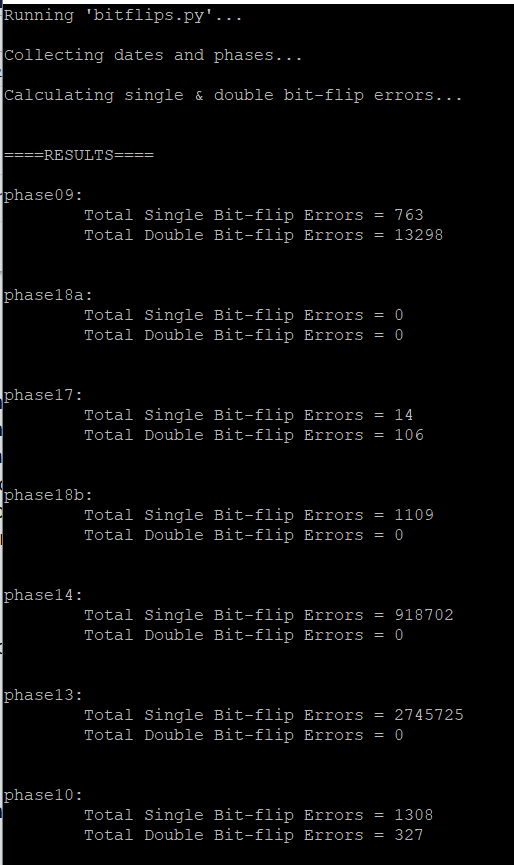 Running 'bitflips.py'...
Collecting dates and phases...
Calculating single & double bit-flip errors...
====RESULTS====
phase09:
Total Single Bit-flip Errors = 763
Total Double Bit-flip Errors = 13298
phase18a:
Total Single Bit-flip Errors = 0
Total Double Bit-flip Errors = 0
phase17:
Total Single Bit-flip Errors = 14
Total Double Bit-flip Errors = 106
phase18b:
Total Single Bit-flip Errors = 1109
Total Double Bit-flip Errors = 0
phase14:
Total Single Bit-flip Errors = 918702
Total Double Bit-flip Errors = 0
phase13:
Total Single Bit-flip Errors = 2745725
Total Double Bit-flip Errors = 0
phase10:
Total Single Bit-flip Errors = 1308
Total Double Bit-flip Errors = 327